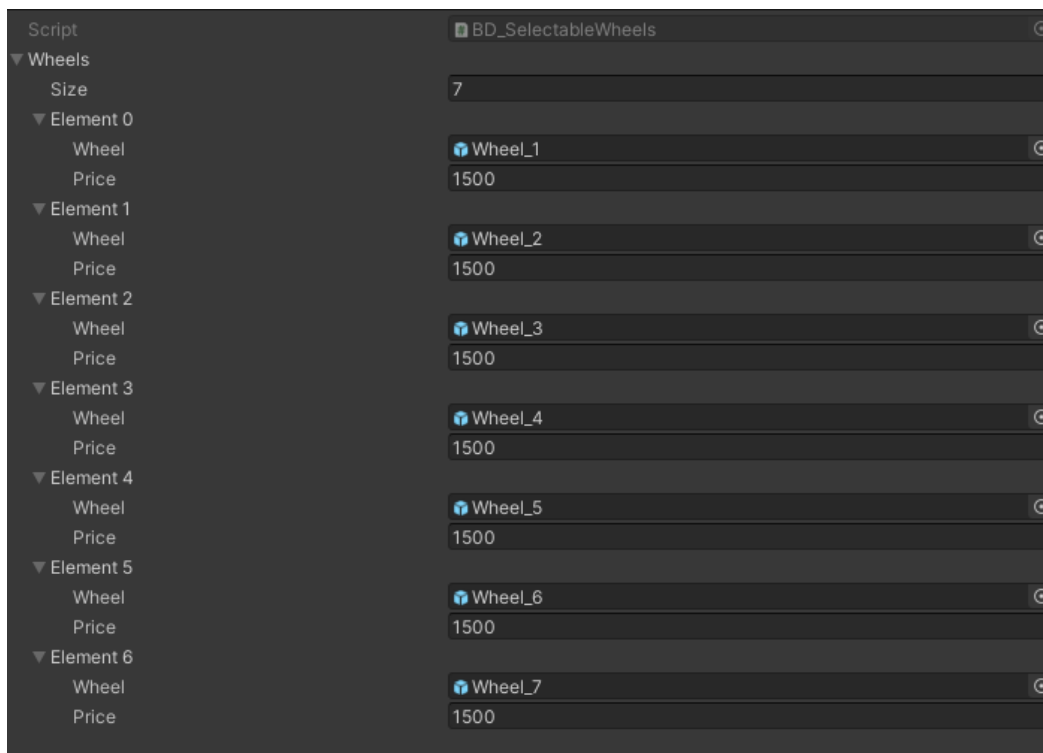 Script BD_SelectableWheels
Wheels
Size 7
Element 0
Wheel Wheel_1
Price 1500
Element 1
Wheel Wheel_2
Price 1500
Element 2
Wheel Wheel_3
Price 1500
Element 3
Wheel Wheel_4
Price 1500
Element 4
Wheel Wheel_5
Price 1500
Element 5
Wheel Wheel_6
Price 1500
Element 6
Wheel Wheel_7
Price 1500